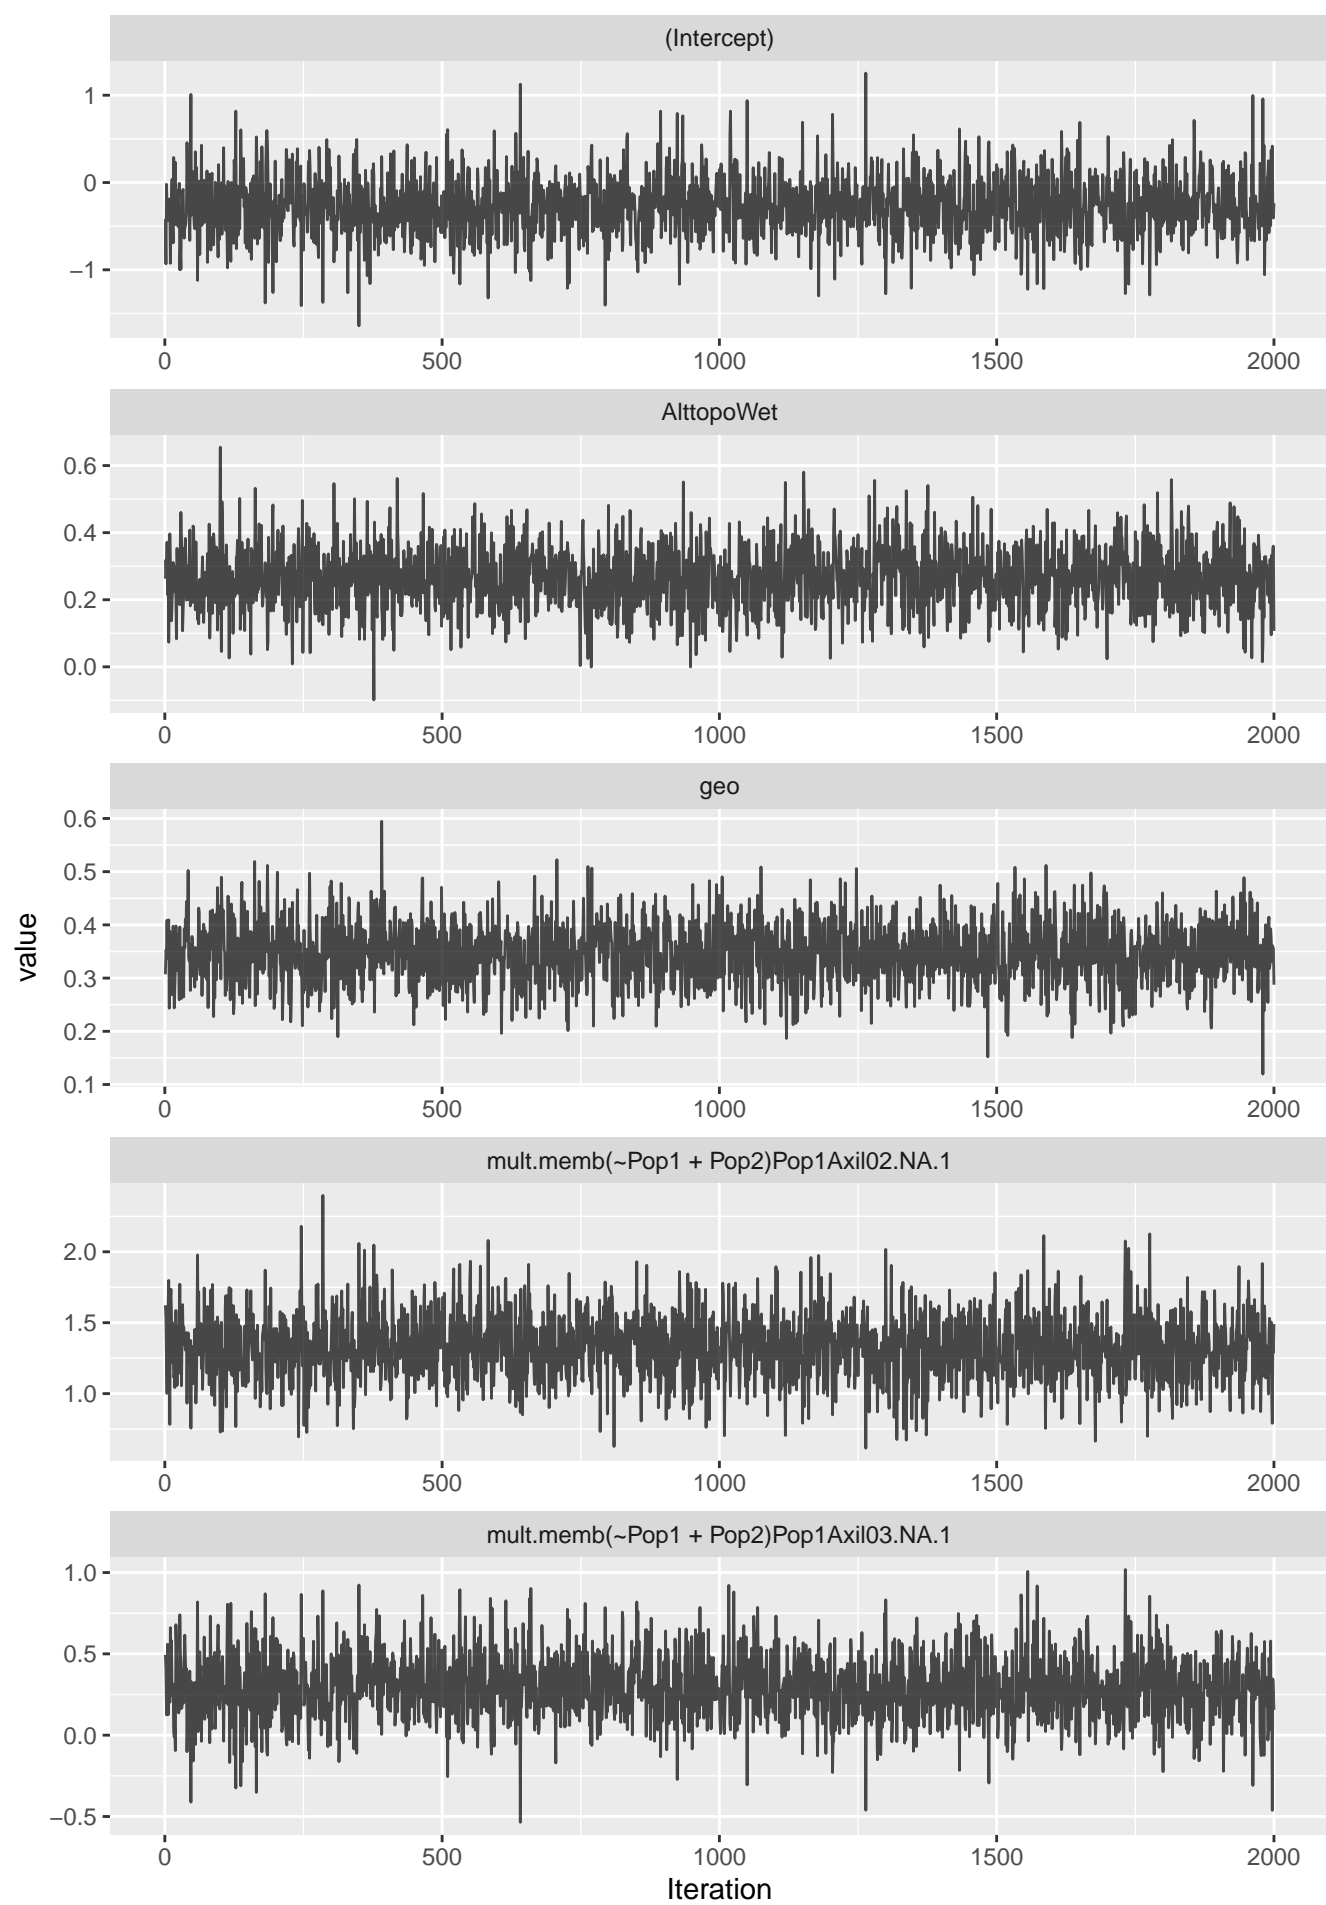 (Intercept)
1
0
−1
0 500 1000 1500 2000
AlttopoWet
0.6
0.4
0.2
0.0
0 500 1000 1500 2000
geo
0.6
0.5
0.4
0.3
0.2
0.1
0 500 1000 1500 2000
value
mult.memb(~Pop1 + Pop2)Pop1Axil02.NA.1
2.0
1.5
1.0
0 500 1000 1500 2000
mult.memb(~Pop1 + Pop2)Pop1Axil03.NA.1
1.0
0.5
0.0
−0.5
0 500 1000 1500 2000
Iteration